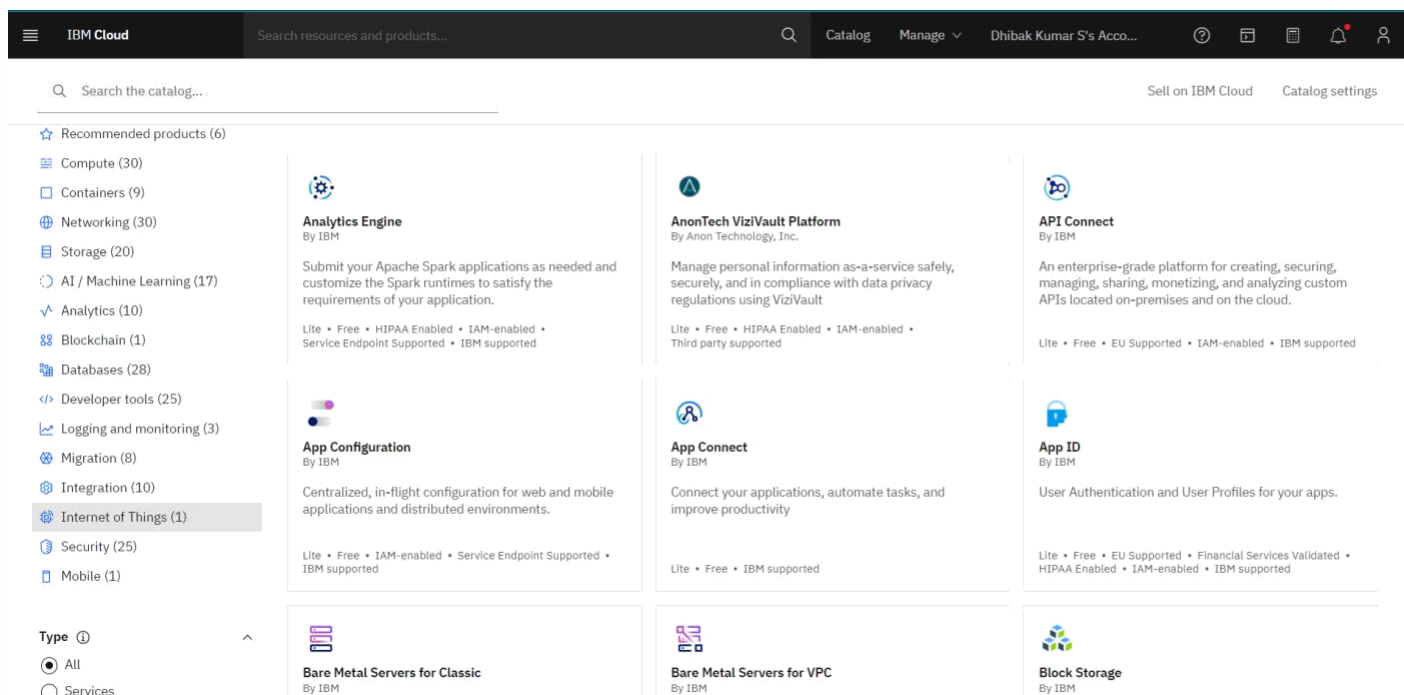 IBM Cloud
Search resources and products...
Catalog
Manage
Dhibak Kumar S's Acco...
Search the catalog...
Sell on IBM Cloud
Catalog settings
Recommended products (6)
Compute (30)
Containers (9)
Networking (30)
Storage (20)
AI / Machine Learning (17)
Analytics (10)
Blockchain (1)
Databases (28)
Developer tools (25)
Logging and monitoring (3)
Migration (8)
Integration (10)
Internet of Things (1)
Security (25)
Mobile (1)
Type
All
Services
Analytics Engine
By IBM
Submit your Apache Spark applications as needed and
customize the Spark runtimes to satisfy the
requirements of your application.
Lite • Free • HIPAA Enabled • IAM-enabled •
Service Endpoint Supported • IBM supported
AnonTech ViziVault Platform
By Anon Technology, Inc.
Manage personal information as-a-service safely,
securely, and in compliance with data privacy
regulations using ViziVault
Lite • Free • HIPAA Enabled • IAM-enabled •
Third party supported
API Connect
By IBM
An enterprise-grade platform for creating, securing,
managing, sharing, monetizing, and analyzing custom
APIs located on-premises and on the cloud.
Lite • Free • EU Supported • IAM-enabled • IBM supported
App Configuration
By IBM
Centralized, in-flight configuration for web and mobile
applications and distributed environments.
Lite • Free • IAM-enabled • Service Endpoint Supported •
IBM supported
App Connect
By IBM
Connect your applications, automate tasks, and
improve productivity
Lite • Free • IBM supported
App ID
By IBM
User Authentication and User Profiles for your apps.
Lite • Free • EU Supported • Financial Services Validated •
HIPAA Enabled • IAM-enabled • IBM supported
Bare Metal Servers for Classic
By IBM
Bare Metal Servers for VPC
By IBM
Block Storage
By IBM